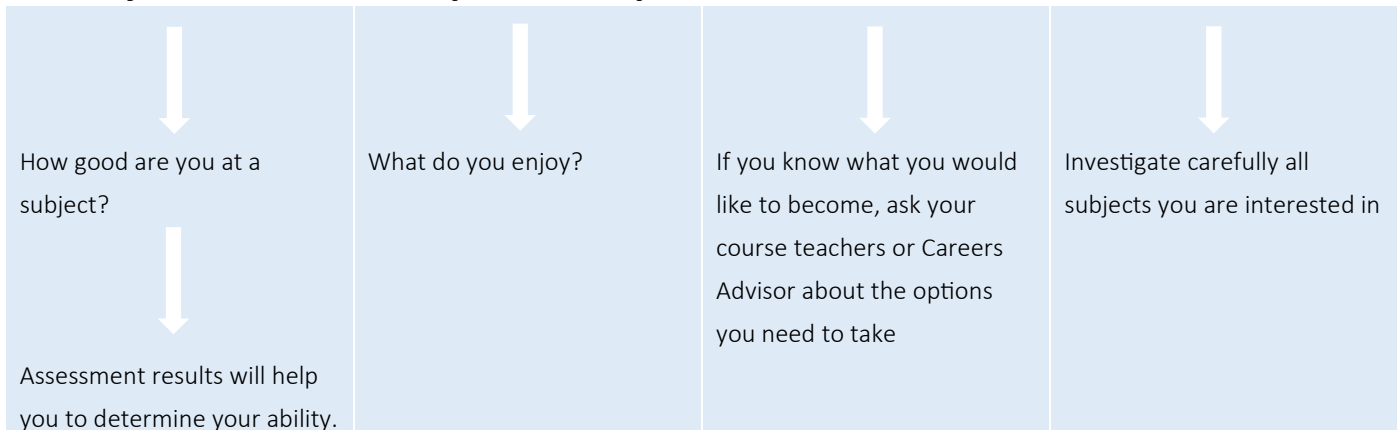 How good are you at a
subject?
Assessment results will help
you to determine your ability.
What do you enjoy?
If you know what you would
like to become, ask your
course teachers or Careers
Advisor about the options
you need to take
Investigate carefully all
subjects you are interested in